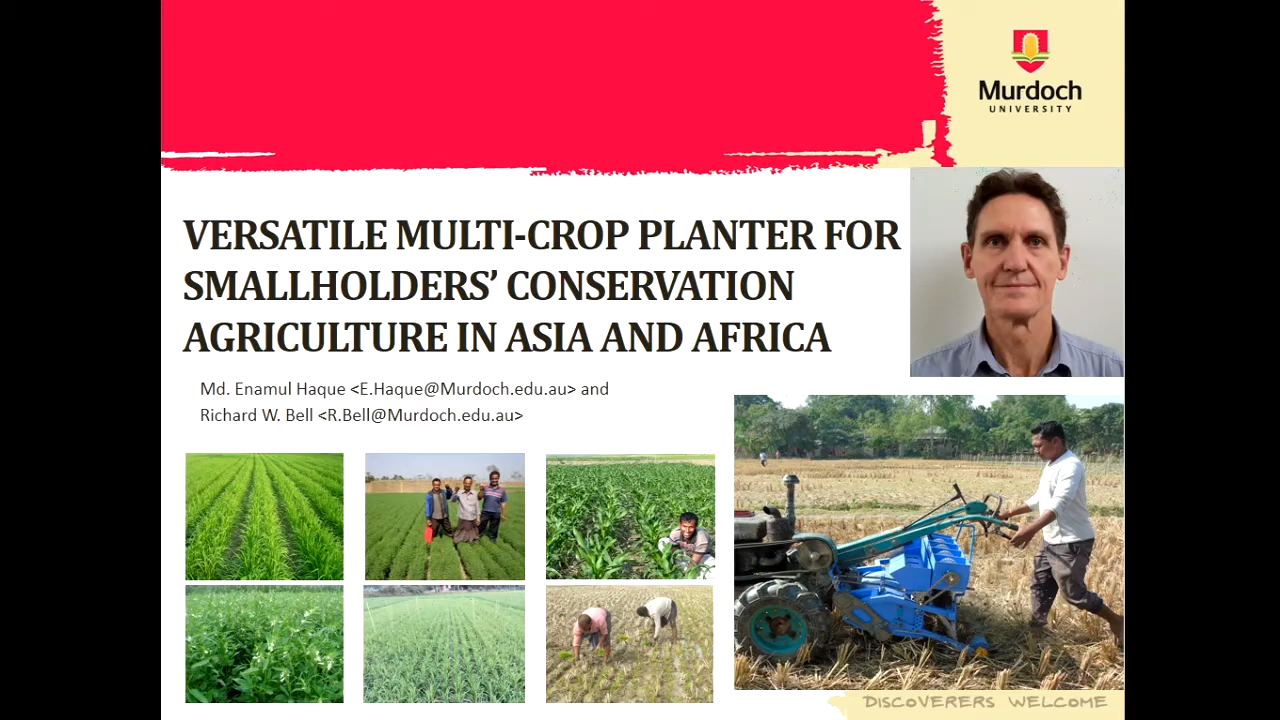 Murdoch
UNIVERSITY
VERSATILE MULTI-CROP PLANTER FOR
SMALLHOLDERS’ CONSERVATION
AGRICULTURE IN ASIA AND AFRICA
Md. Enamul Haque <E.Haque@Murdoch.edu.au> and
Richard W. Bell <R.Bell@Murdoch.edu.au>
DISCOVERERS WELCOME